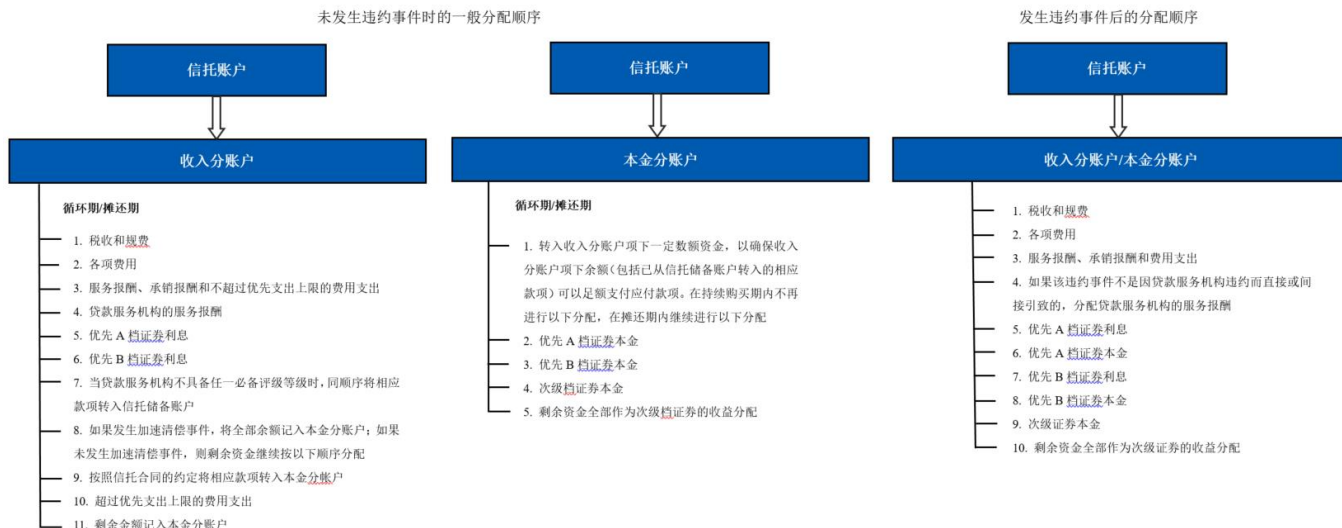 未发生违约事件时的一般分配顺序
信托账户
收入分账户
循环期/摊还期
1. 税收和规费
2. 各项费用
3. 服务报酬、承销报酬和不超过优先支出上限的费用支出
4. 贷款服务机构的服务报酬
5. 优先 A 档证券利息
6. 优先 B 档证券利息
7. 当贷款服务机构不具备任一必备评级等级时,同顺序将相应
款项转入信托储备账户
8. 如果发生加速清偿事件,将全部余额记入本金分账户;如果
未发生加速清偿事件,则剩余资金继续按以下顺序分配
9. 按照信托合同的约定将相应款项转入本金分账户
10. 超过优先支出上限的费用支出
11. 剩余金额记入本金分账户
信托账户
本金分账户
循环期/摊还期
1. 转入收入分账户项下一定数额资金,以确保收入
分账户项下余额(包括已从信托储备账户转入的相应
款项)可以足额支付应付款项。在持续购买期内不再
进行以下分配,在摊还期内继续进行以下分配
2. 优先 A 档证券本金
3. 优先 B 档证券本金
4. 次级档证券本金
5. 剩余资金全部作为次级档证券的收益分配
发生违约事件后的分配顺序
信托账户
收入分账户/本金分账户
1. 税收和规费
2. 各项费用
3. 服务报酬、承销报酬和费用支出
4. 如果该违约事件不是因贷款服务机构违约而直接或间
接引致的,分配贷款服务机构的服务报酬
5. 优先 A 档证券利息
6. 优先 A 档证券本金
7. 优先 B 档证券利息
8. 优先 B 档证券本金
9. 次级证券本金
10. 剩余资金全部作为次级证券的收益分配